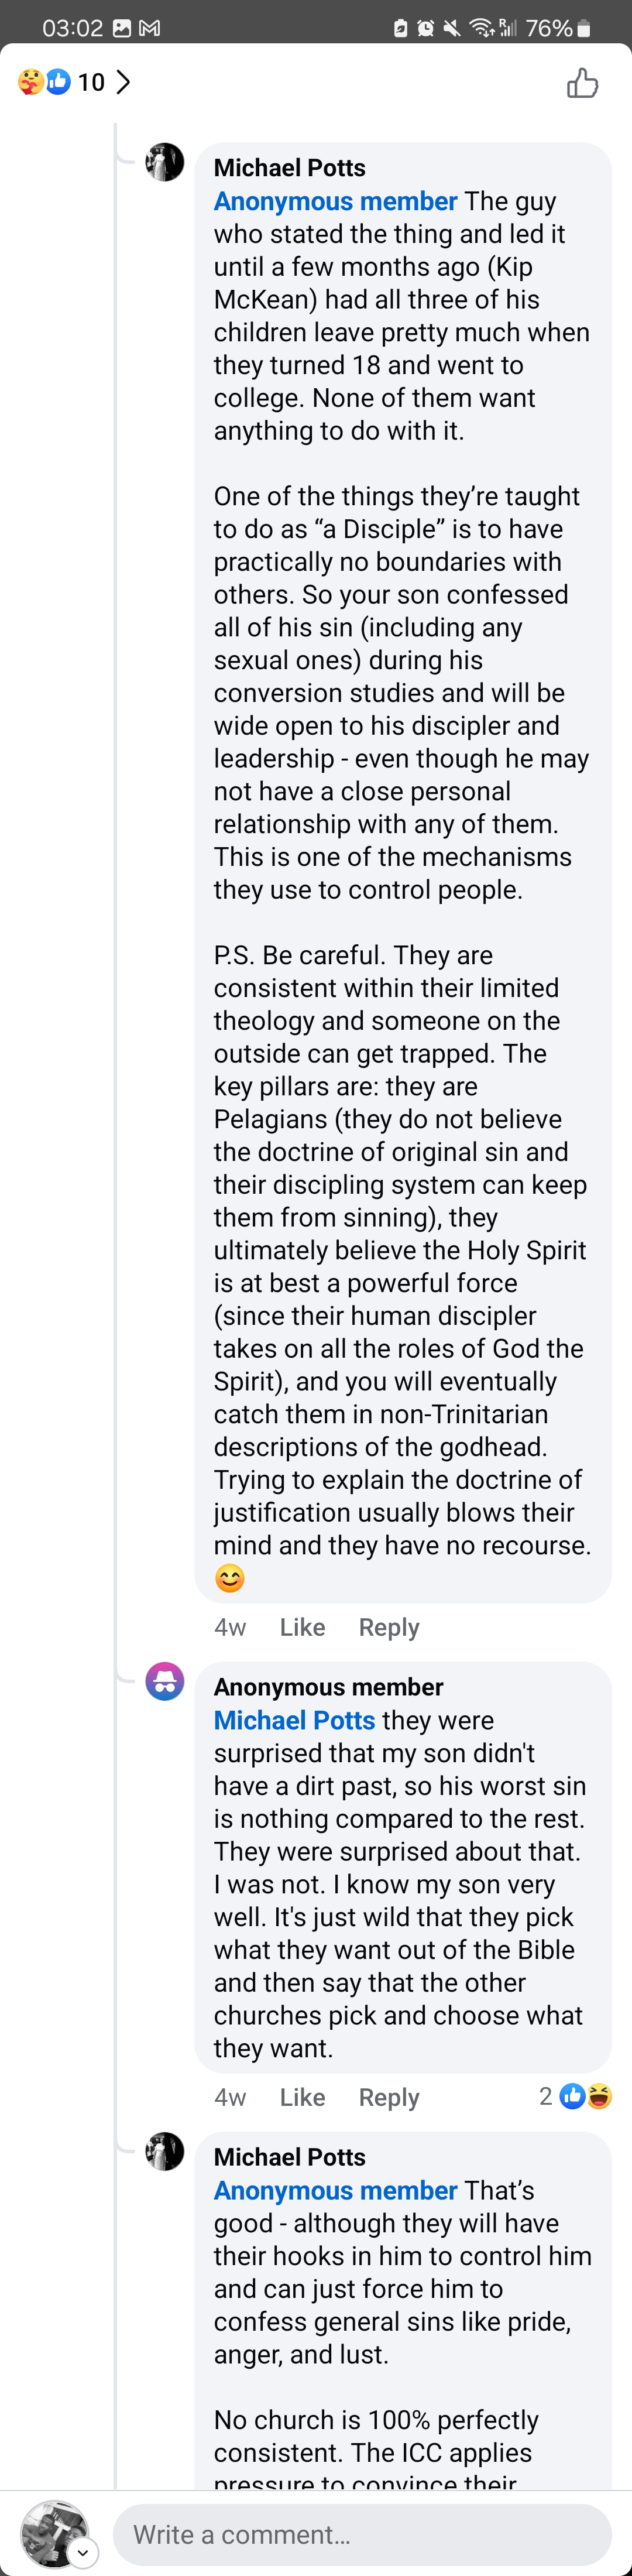 03:02
76%
10
Michael Potts
Anonymous member The guy
who stated the thing and led it
until a few months ago (Kip
McKean) had all three of his
children leave pretty much when
they turned 18 and went to
college. None of them want
anything to do with it.
One of the things they’re taught
to do as “a Disciple” is to have
practically no boundaries with
others. So your son confessed
all of his sin (including any
sexual ones) during his
conversion studies and will be
wide open to his discipler and
leadership - even though he may
not have a close personal
relationship with any of them.
This is one of the mechanisms
they use to control people.
P.S. Be careful. They are
consistent within their limited
theology and someone on the
outside can get trapped. The
key pillars are: they are
Pelagians (they do not believe
the doctrine of original sin and
their discipling system can keep
them from sinning), they
ultimately believe the Holy Spirit
is at best a powerful force
(since their human discipler
takes on all the roles of God the
Spirit), and you will eventually
catch them in non-Trinitarian
descriptions of the godhead.
Trying to explain the doctrine of
justification usually blows their
mind and they have no recourse.
😊
4w Like Reply
Anonymous member
Michael Potts they were
surprised that my son didn't
have a dirt past, so his worst sin
is nothing compared to the rest.
They were surprised about that.
I was not. I know my son very
well. It's just wild that they pick
what they want out of the Bible
and then say that the other
churches pick and choose what
they want.
4w Like Reply 2
Michael Potts
Anonymous member That’s
good - although they will have
their hooks in him to control him
and can just force him to
confess general sins like pride,
anger, and lust.
No church is 100% perfectly
consistent. The ICC applies
pressure to convince their
Write a comment...